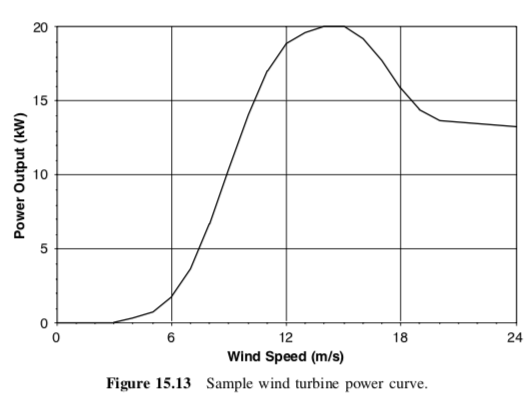 20
15
10
5
0
Power Output (kW)
0 6 12 18 24
Wind Speed (m/s)
Figure 15.13 Sample wind turbine power curve.